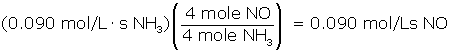 (0.090 mol/L · s NH₃)(4 mole NO / 4 mole NH₃) = 0.090 mol/Ls NO